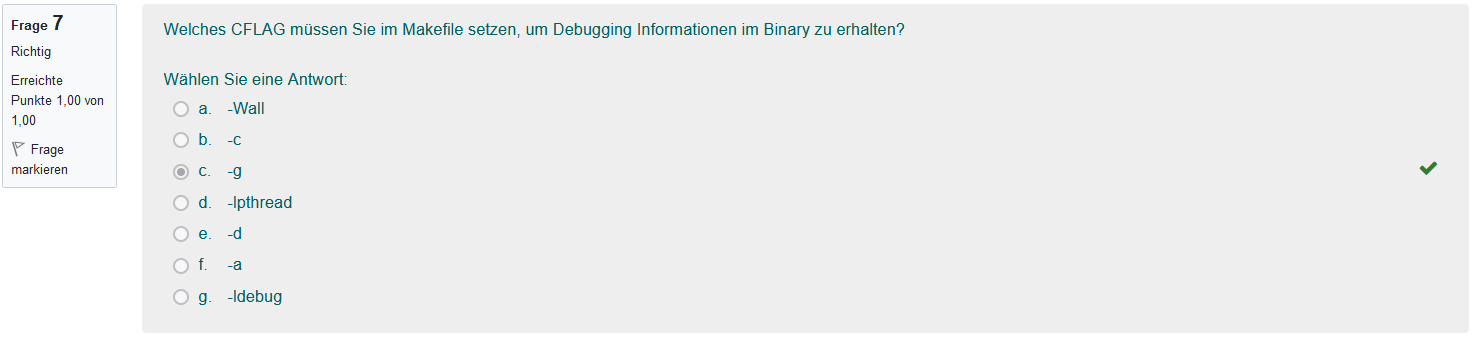 Frage 7
Richtig
Erreichte
Punkte 1,00 von
1,00
Frage
markieren
Welches CFLAG müssen Sie im Makefile setzen, um Debugging Informationen im Binary zu erhalten?
Wählen Sie eine Antwort:
a. -Wall
b. -c
c. -g
d. -lpthread
e. -d
f. -a
g. -ldebug